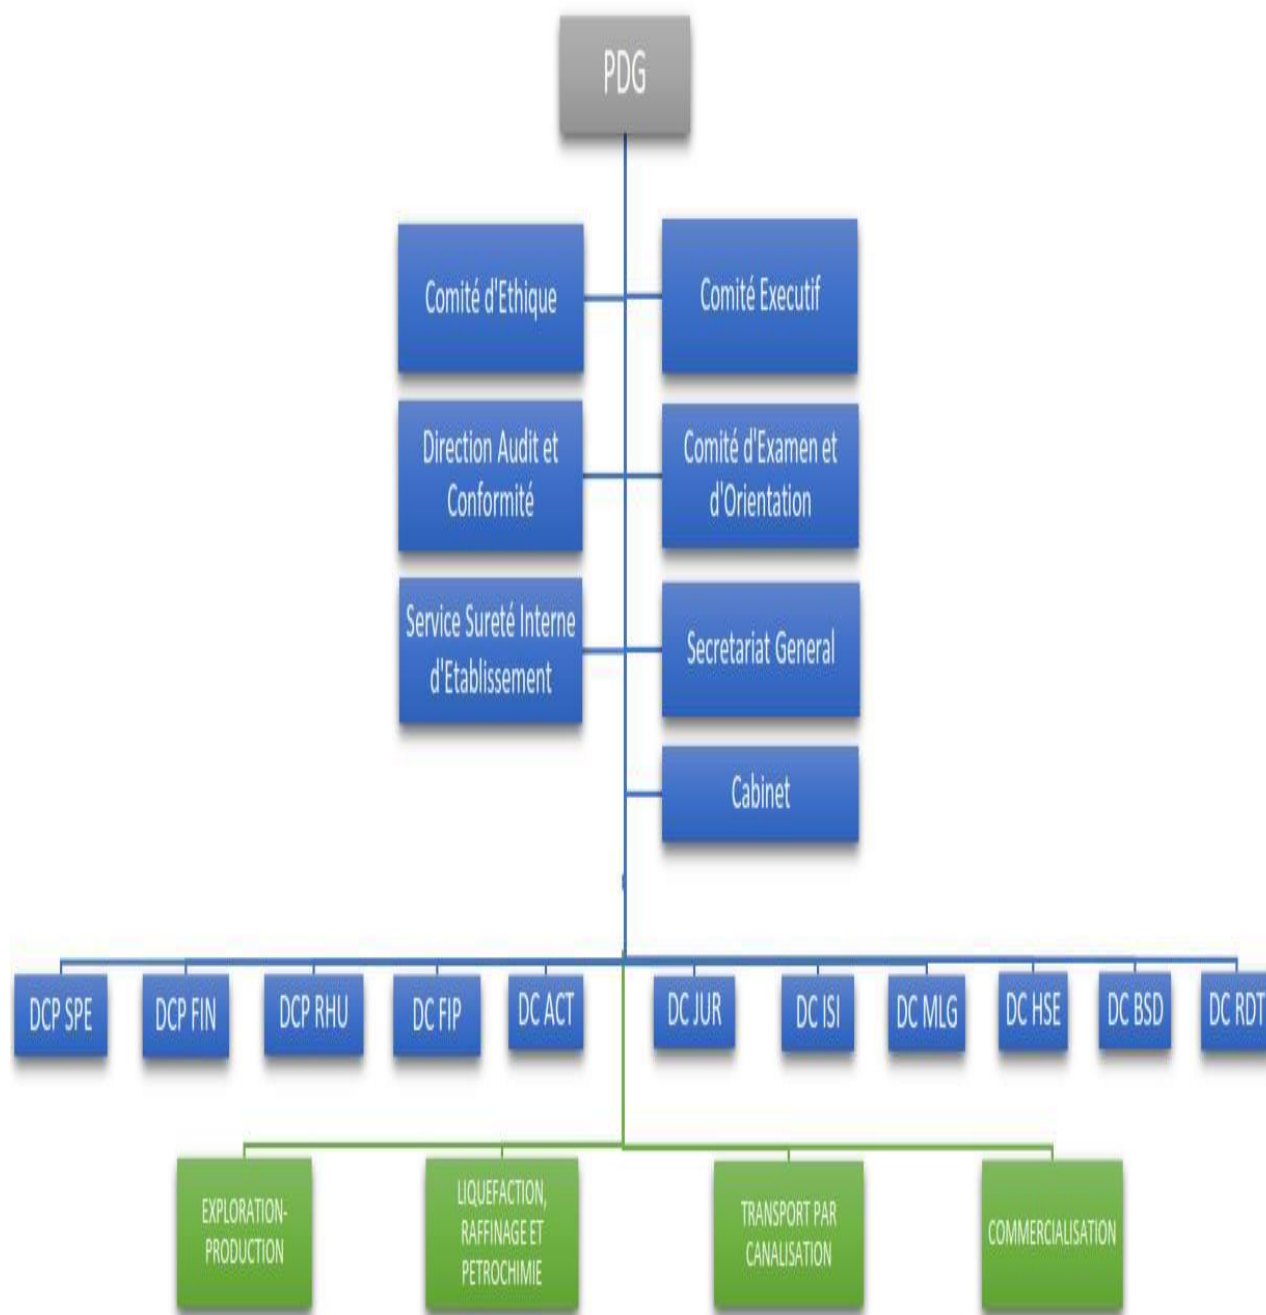 PDG
Comité d'Ethique
Comité Executif
Direction Audit et
Conformité
Comité d'Examen et
d'Orientation
Service Sureté Interne
d'Etablissement
Secretariat General
Cabinet
DCP SPE
DCP FIN
DCP RHU
DC FIP
DC ACT
DC JUR
DC ISI
DC MLG
DC HSE
DC BSD
DC RDT
EXPLORATION-
PRODUCTION
LIQUEFACTION,
RAFFINAGE ET
PETROCHIMIE
TRANSPORT PAR
CANALISATION
COMMERCIALISATION